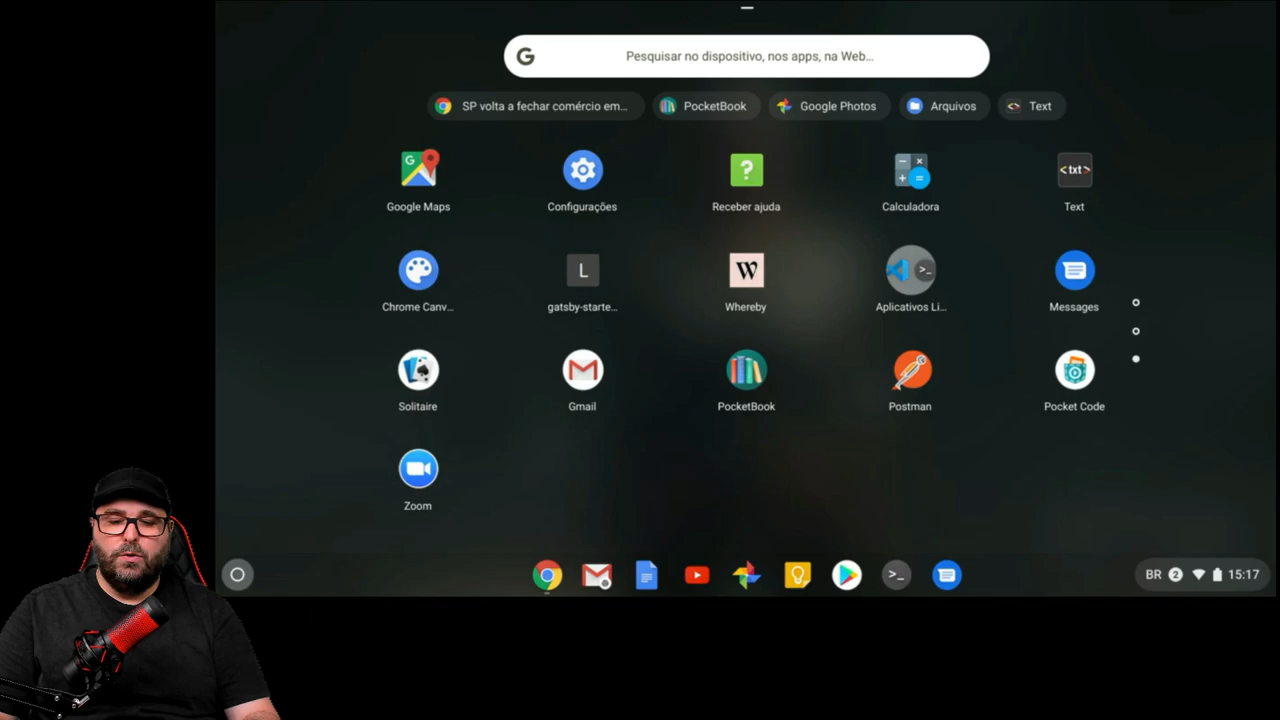 Pesquisar no dispositivo, nos apps, na Web...
SP volta a fechar comércio em... PocketBook Google Photos Arquivos <> Text
G
<txt>
Google Maps Configurações Receber ajuda Calculadora Text
L W >_
Chrome Canv... gatsby-starte... Whereby Aplicativos Li... Messages
Solitaire Gmail PocketBook Postman Pocket Code
Zoom
>_ BR 2 15:17